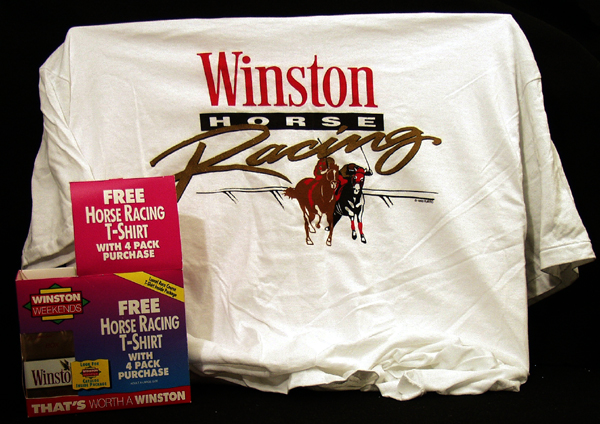 Winston
HORSE
Racing
FREE
HORSE RACING
T-SHIRT
WITH 4 PACK
PURCHASE
WINSTON
WEEKENDS
FREE
HORSE RACING
T-SHIRT
WITH
4 PACK
PURCHASE
Winsto
THAT'S WORTH A WINSTON